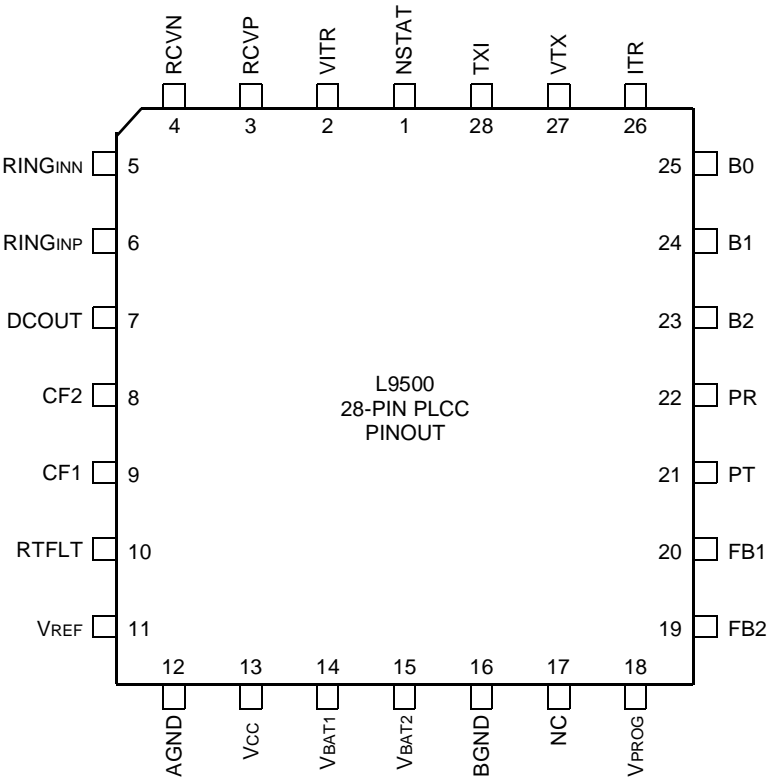 RCVN
RCVP
VITR
NSTAT
TXI
VTX
ITR
4
3
2
1
28
27
26
RINGINN
5
RINGINP
6
DCOUT
7
CF2
8
CF1
9
RTFLT
10
VREF
11
25 B0
24 B1
23 B2
22 PR
21 PT
20 FB1
19 FB2
L9500
28-PIN PLCC
PINOUT
12
13
14
15
16
17
18
AGND
VCC
VBAT1
VBAT2
BGND
NC
VPROG